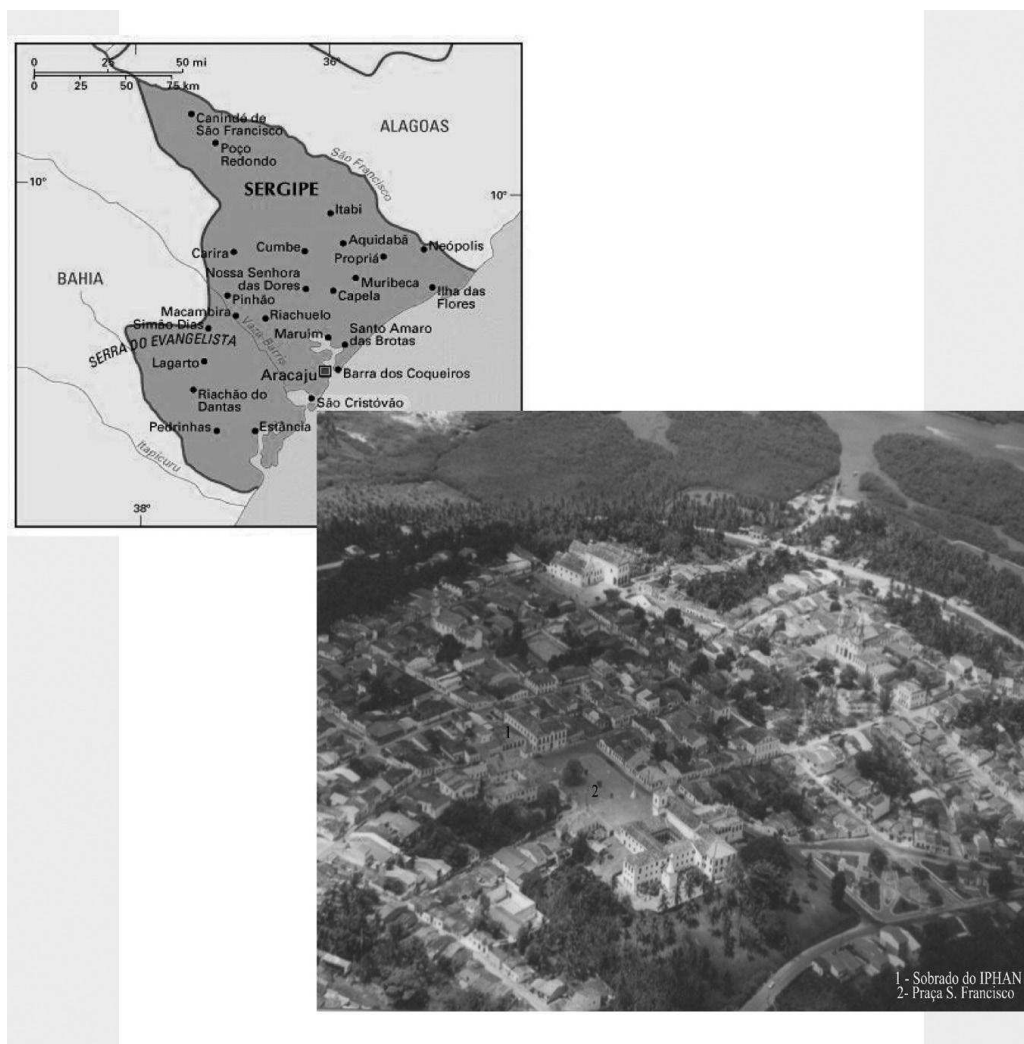 0 25 50 mi
0 25 50 75 km
36°
Canindé de
São Francisco
ALAGOAS
Poço
Redondo
São Francisco
10°
SERGIPE
10°
Itabi
Aquidabã
Neópolis
Carira
Cumbe
Propriá
BAHIA
Nossa Senhora
das Dores
Muribeca
Capela
Ilha das
Flores
Pinhão
Macambira
Riachuelo
Simão Dias
Maruim
Santo Amaro
das Brotas
SERRA DO EVANGELISTA
Vaza-Barris
Lagarto
Aracaju
Barra dos Coqueiros
Riachão do
Dantas
São Cristóvão
Pedrinhas
Estância
Itapicuru
38°
1
2
1 - Sobrado do IPHAN
2- Praça S. Francisco